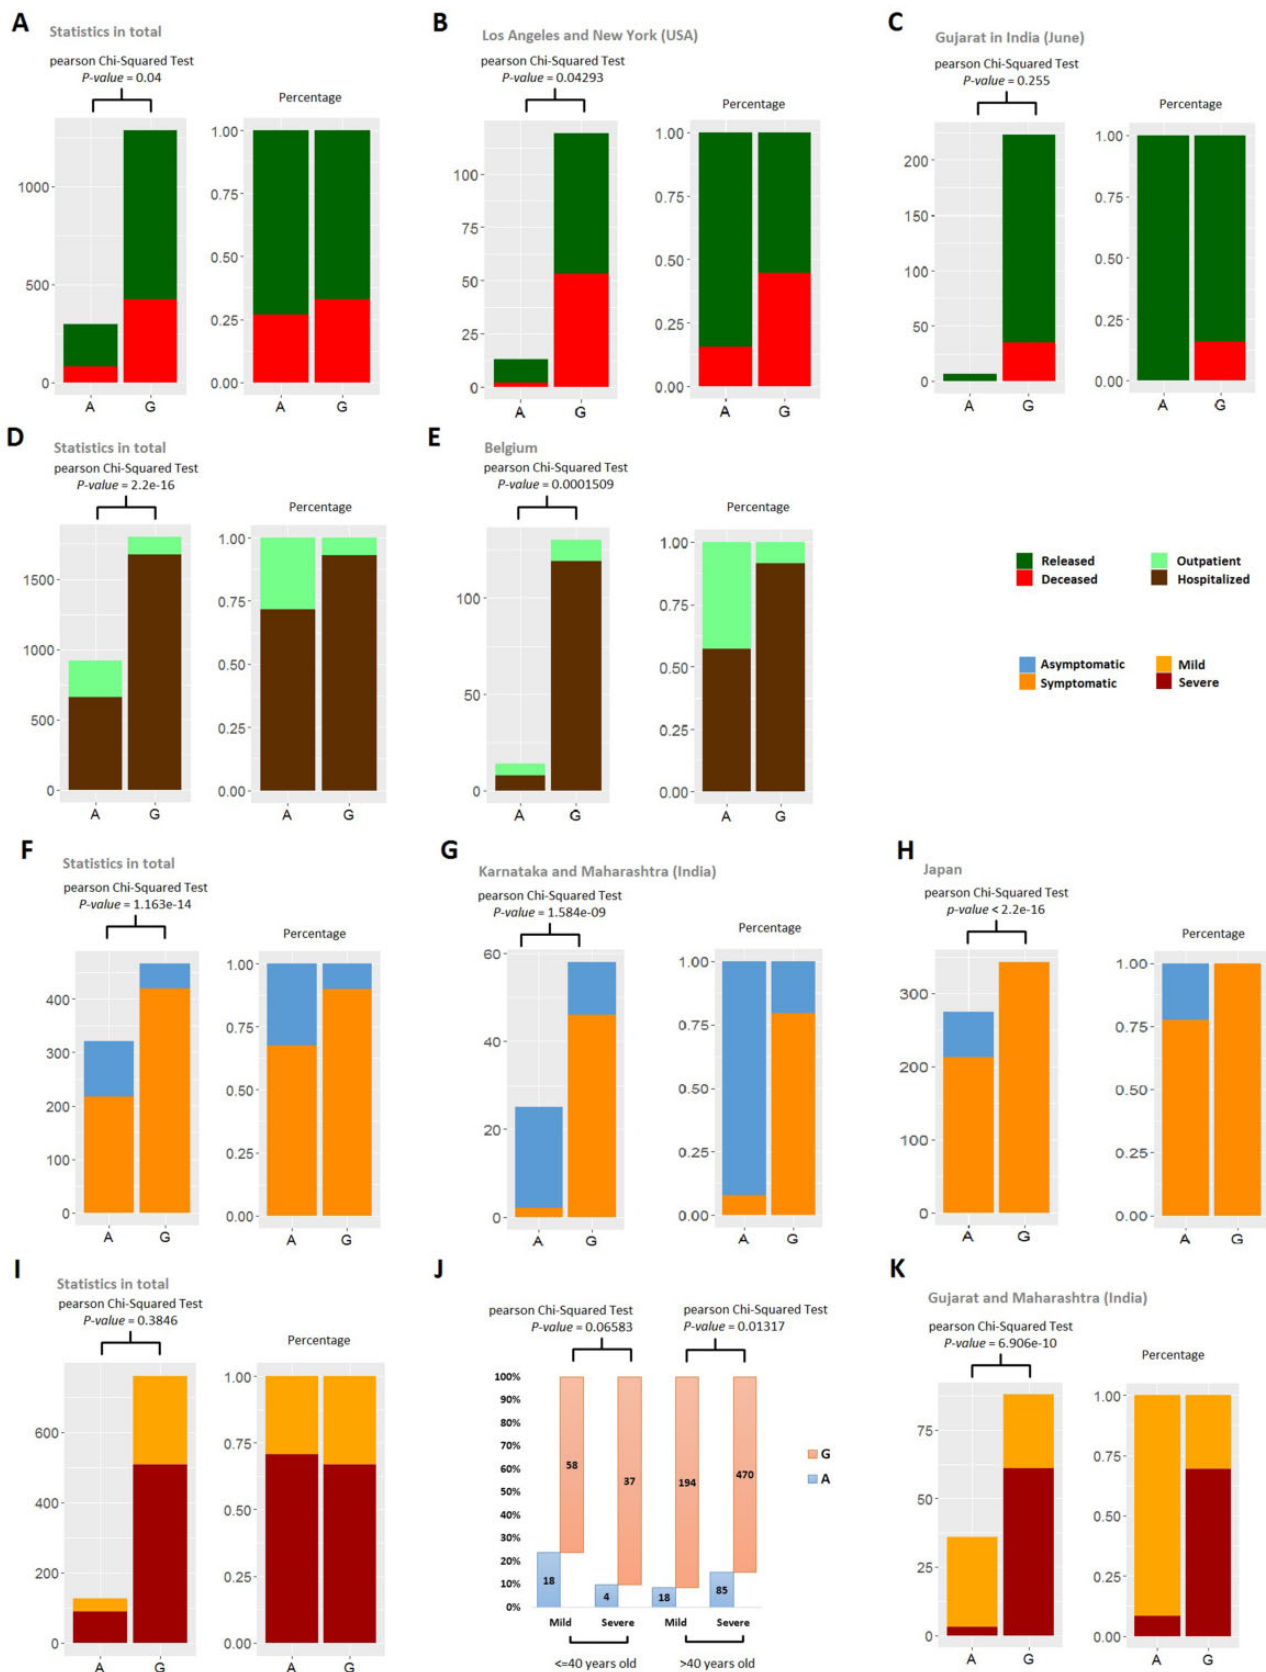 A
Statistics in total
pearson Chi-Squared Test
P-value = 0.04
Percentage
1000
500
0
A G
1.00
0.75
0.50
0.25
0.00
A G
B
Los Angeles and New York (USA)
pearson Chi-Squared Test
P-value = 0.04293
100
75
50
25
0
A G
1.00
0.75
0.50
0.25
0.00
A G
C
Gujarat in India (June)
pearson Chi-Squared Test
P-value = 0.255
Percentage
200
150
100
50
0
A G
1.00
0.75
0.50
0.25
0.00
A G
D
Statistics in total
pearson Chi-Squared Test
P-value = 2.2e-16
Percentage
1500
1000
500
0
A G
1.00
0.75
0.50
0.25
0.00
A G
E
Belgium
pearson Chi-Squared Test
P-value = 0.0001509
Percentage
100
50
0
A G
1.00
0.75
0.50
0.25
0.00
A G
Released
Deceased
Outpatient
Hospitalized
Asymptomatic
Symptomatic
Mild
Severe
F
Statistics in total
pearson Chi-Squared Test
P-value = 1.163e-14
Percentage
400
300
200
100
0
A G
1.00
0.75
0.50
0.25
0.00
A G
G
Karnataka and Maharashtra (India)
pearson Chi-Squared Test
P-value = 1.584e-09
Percentage
60
40
20
0
A G
1.00
0.75
0.50
0.25
0.00
A G
H
Japan
pearson Chi-Squared Test
p-value < 2.2e-16
Percentage
300
200
100
0
A G
1.00
0.75
0.50
0.25
0.00
A G
I
Statistics in total
pearson Chi-Squared Test
P-value = 0.3846
Percentage
600
400
200
0
A G
1.00
0.75
0.50
0.25
0.00
A G
J
pearson Chi-Squared Test
P-value = 0.06583
pearson Chi-Squared Test
P-value = 0.01317
100%
90%
80%
70%
60%
50%
40%
30%
20%
10%
0%
58
37
194
470
18
4
18
85
Mild Severe Mild Severe
<=40 years old >40 years old
G
A
K
Gujarat and Maharashtra (India)
pearson Chi-Squared Test
P-value = 6.906e-10
Percentage
75
50
25
0
A G
1.00
0.75
0.50
0.25
0.00
A G